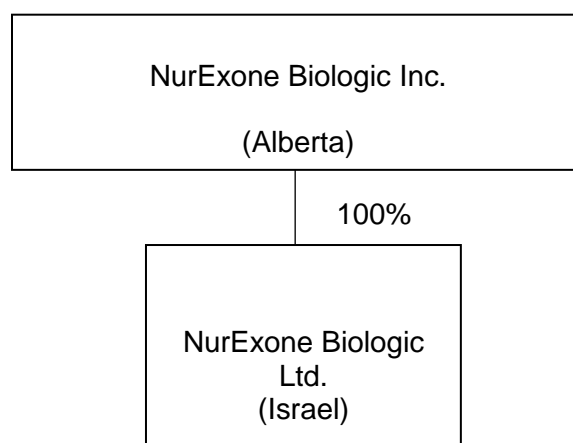 NurExone Biologic Inc.
(Alberta)
100%
NurExone Biologic
Ltd.
(Israel)